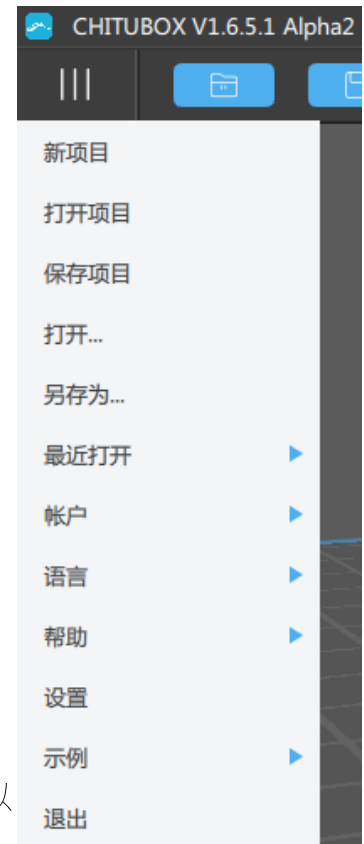 CHITUBOX V1.6.5.1 Alpha2
新项目
打开项目
保存项目
打开...
另存为...
最近打开
帐户
语言
帮助
设置
示例
以
退出